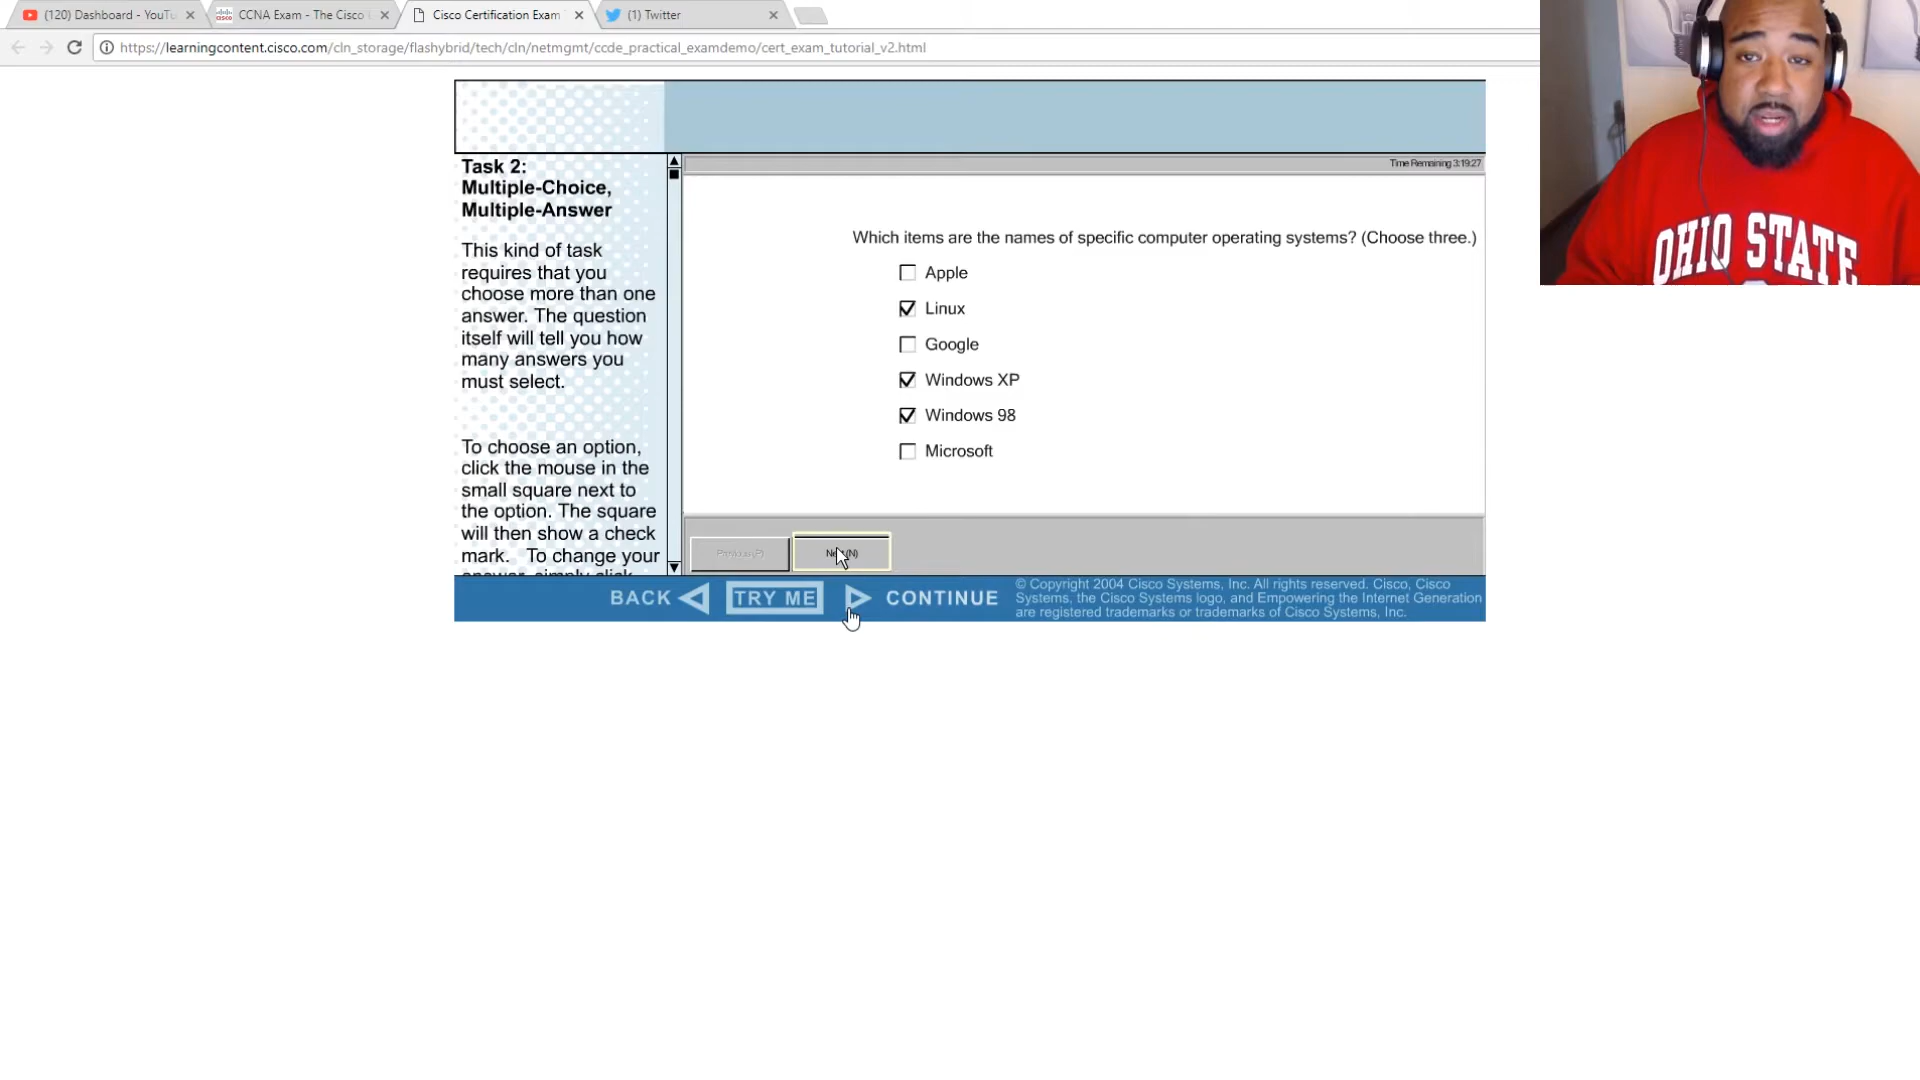 (120) Dashboard - YouTu
CCNA Exam - The Cisco
Cisco Certification Exam
(1) Twitter
https://learningcontent.cisco.com/cln_storage/flashybrid/tech/cln/netmgmt/ccde_practical_examdemo/cert_exam_tutorial_v2.html
Time Remaining 3:19:27
Task 2:
Multiple-Choice,
Multiple-Answer
This kind of task
requires that you
choose more than one
answer. The question
itself will tell you how
many answers you
must select.
To choose an option,
click the mouse in the
small square next to
the option. The square
will then show a check
mark. To change your
answer, simply click
Which items are the names of specific computer operating systems? (Choose three.)
Apple
Linux
Google
Windows XP
Windows 98
Microsoft
Previous (P)
BACK
TRY ME
CONTINUE
© Copyright 2004 Cisco Systems, Inc. All rights reserved. Cisco, Cisco
Systems, the Cisco Systems logo, and Empowering the Internet Generation
are registered trademarks or trademarks of Cisco Systems, Inc.
OHIO STATE